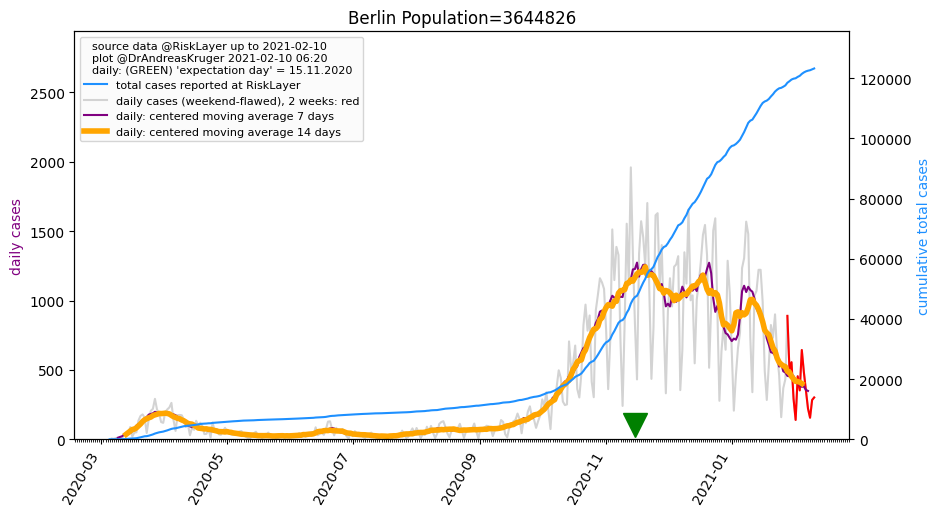 Berlin Population=3644826
source data @RiskLayer up to 2021-02-10
plot @DrAndreasKruger 2021-02-10 06:20
daily: (GREEN) 'expectation day' = 15.11.2020
total cases reported at RiskLayer
daily cases (weekend-flawed), 2 weeks: red
daily: centered moving average 7 days
daily: centered moving average 14 days
daily cases
2500
2000
1500
1000
500
0
cumulative total cases
120000
100000
80000
60000
40000
20000
0
2020-03
2020-05
2020-07
2020-09
2020-11
2021-01